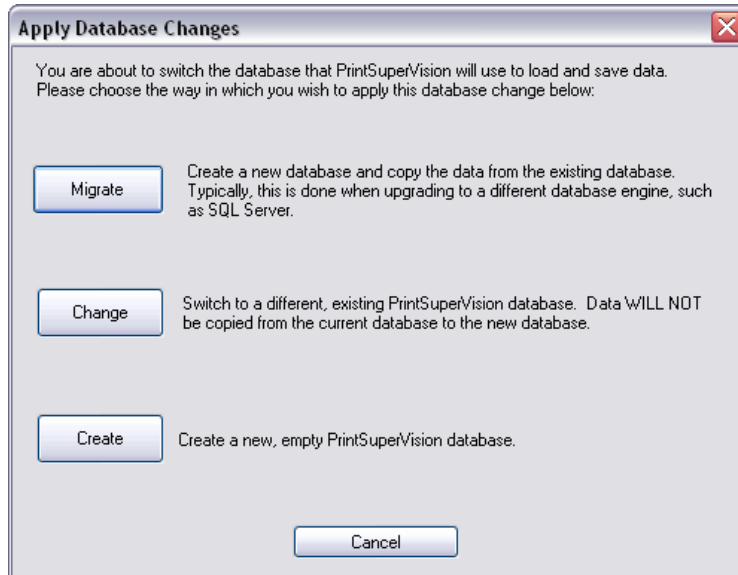 Apply Database Changes
You are about to switch the database that PrintSuperVision will use to load and save data.
Please choose the way in which you wish to apply this database change below:
Migrate
Create a new database and copy the data from the existing database.
Typically, this is done when upgrading to a different database engine, such
as SQL Server.
Change
Switch to a different, existing PrintSuperVision database.  Data WILL NOT
be copied from the current database to the new database.
Create
Create a new, empty PrintSuperVision database.
Cancel